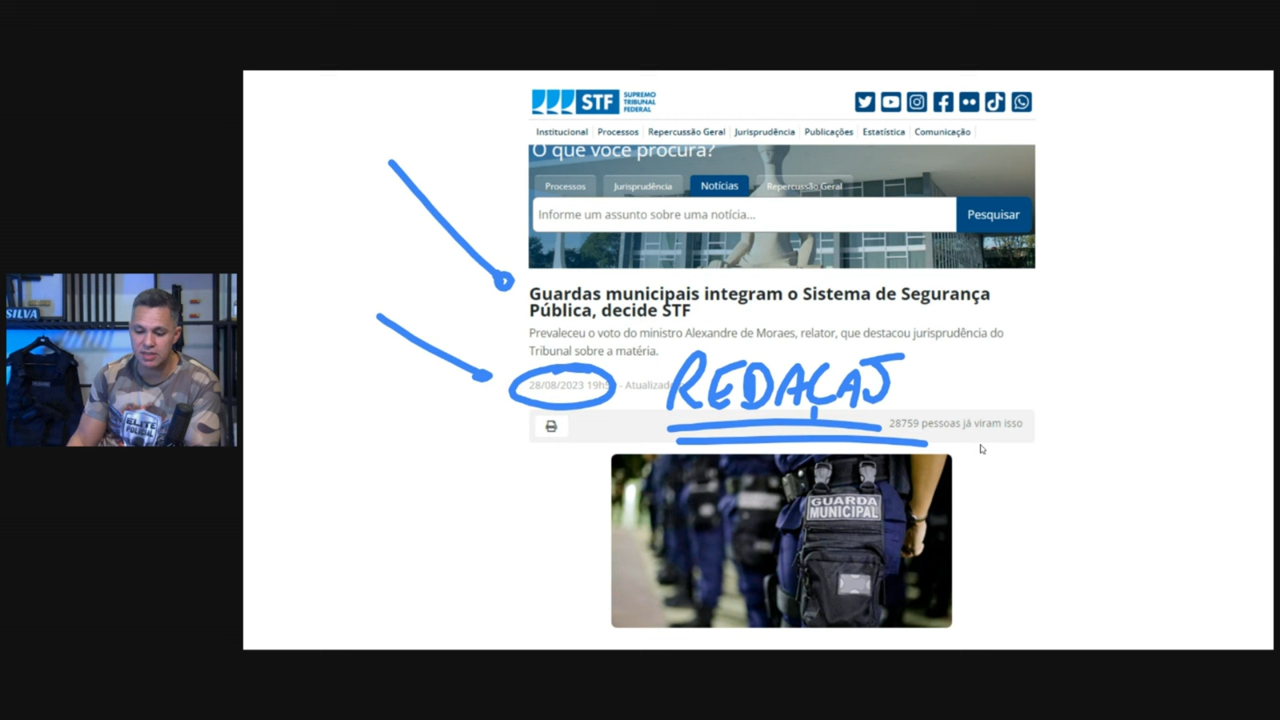 STF SUPREMO
TRIBUNAL
FEDERAL
Institucional Processos Repercussão Geral Jurisprudência Publicações Estatística Comunicação
O que você procura?
Processos Jurisprudência Notícias Repercussão Geral
Informe um assunto sobre uma notícia... Pesquisar
Guardas municipais integram o Sistema de Segurança
Pública, decide STF
Prevaleceu o voto do ministro Alexandre de Moraes, relator, que destacou jurisprudência do
Tribunal sobre a matéria.
28/08/2023 - Atualizado
REDAÇAJ
28759 pessoas já viram isso
GUARDA
MUNICIPAL
SILVA
ELITE
POLICIAL